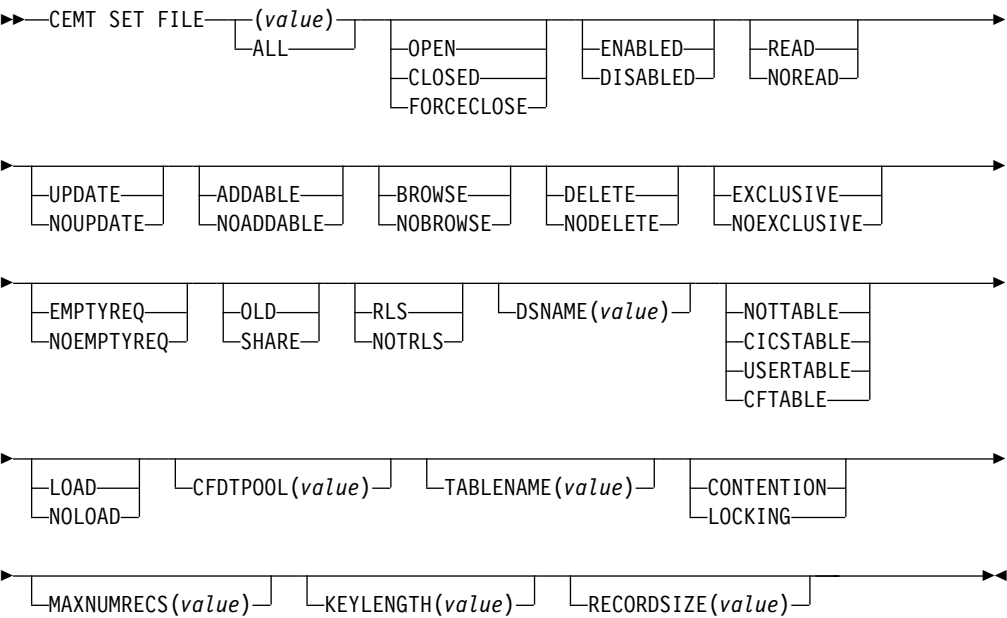 CEMT SET FILE (value) OPEN ENABLED READ
ALL CLOSED DISABLED NOREAD
FORCECLOSE
UPDATE ADDABLE BROWSE DELETE EXCLUSIVE
NOUPDATE NOADDABLE NOBROWSE NODELETE NOEXCLUSIVE
EMPTYREQ OLD RLS DSNAME(value) NOTTABLE
NOEMPTYREQ SHARE NOTRLS CICSTABLE
USERTABLE
CFTABLE
LOAD CFDTPOOL(value) TABLENAME(value) CONTENTION
NOLOAD LOCKING
MAXNUMRECS(value) KEYLENGTH(value) RECORDSIZE(value)